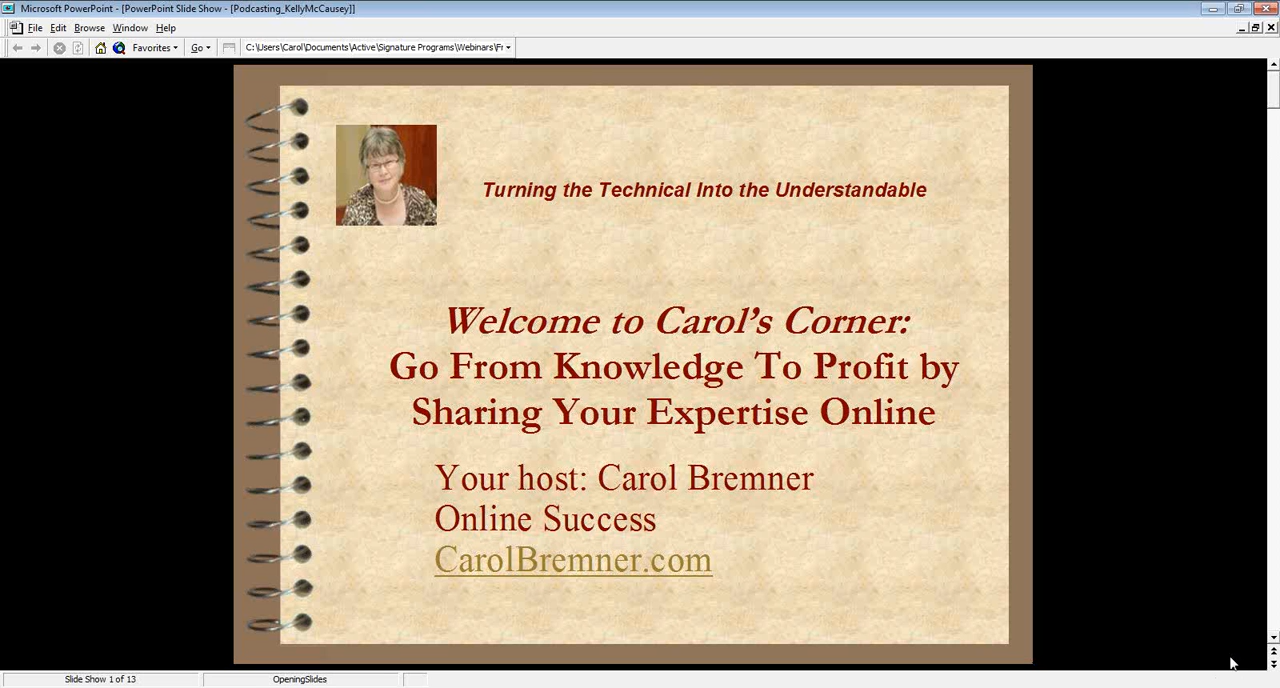 Microsoft PowerPoint - [PowerPoint Slide Show - [Podcasting_KellyMcCausey]]
File Edit Browse Window Help
Favorites Go C:\Users\Carol\Documents\Active\Signature Programs\Webinars\Fr
Turning the Technical Into the Understandable
Welcome to Carol's Corner:
Go From Knowledge To Profit by
Sharing Your Expertise Online
Your host: Carol Bremner
Online Success
CarolBremner.com
Slide Show 1 of 13 OpeningSlides